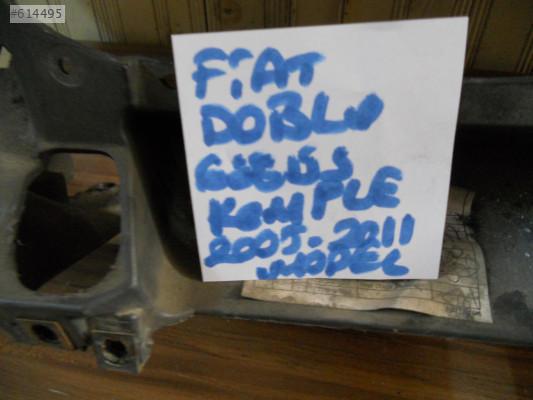 #614495
FiAT
DOBLO
GÖĞÜS
KOMPLE
2005.2011
MODEL